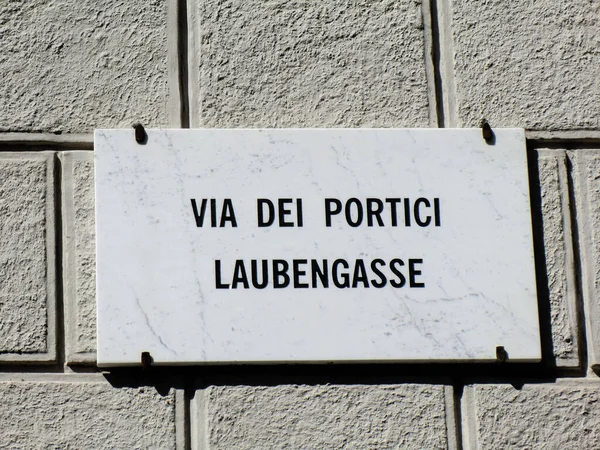 VIA DEI PORTICI
LAUBENGASSE